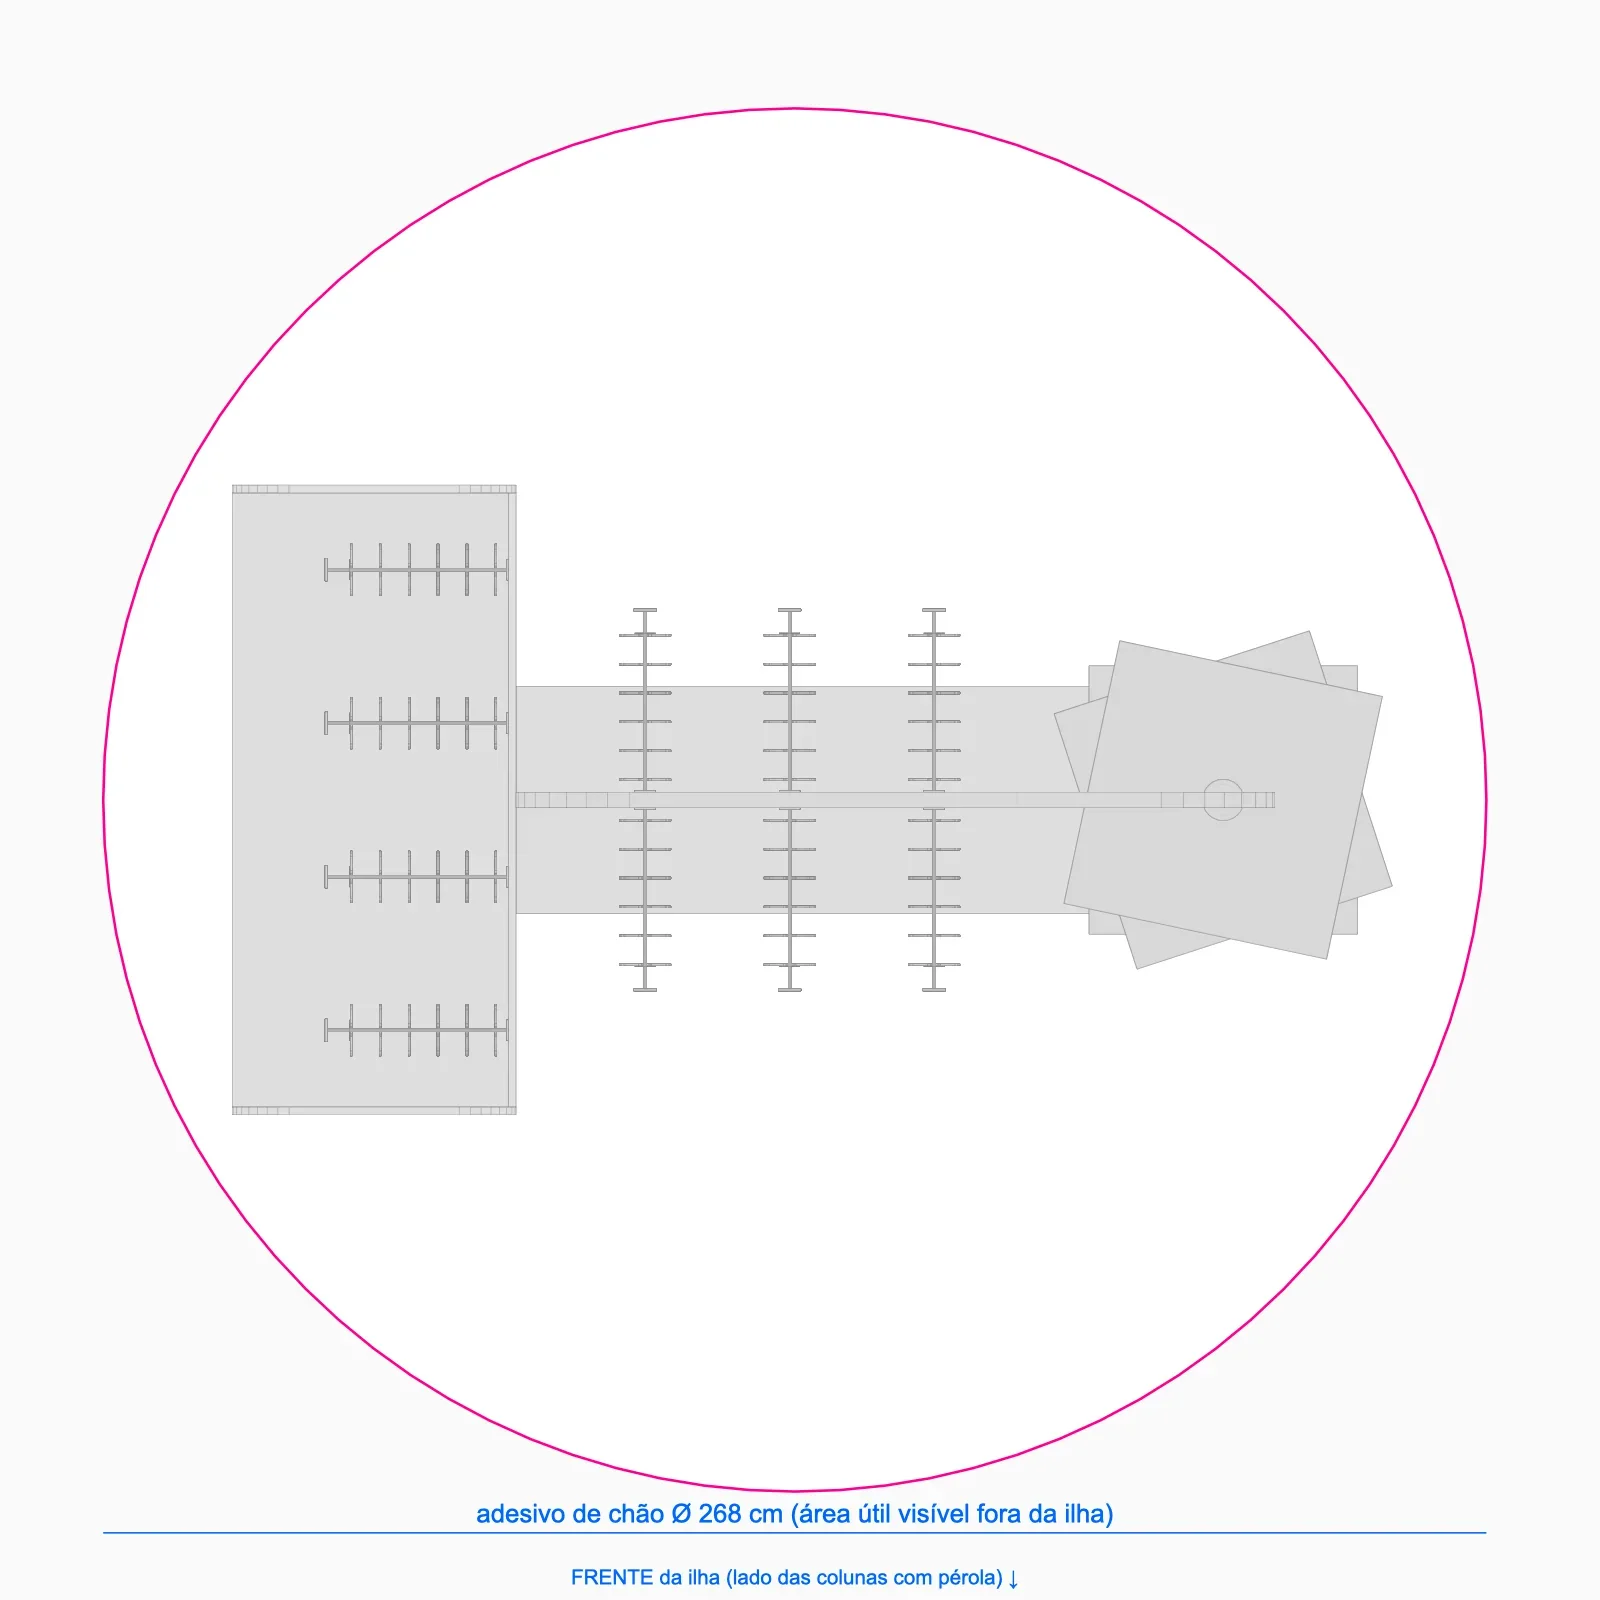 adesivo de chão Ø 268 cm (área útil visível fora da ilha)
FRENTE da ilha (lado das colunas com pérola) ↓